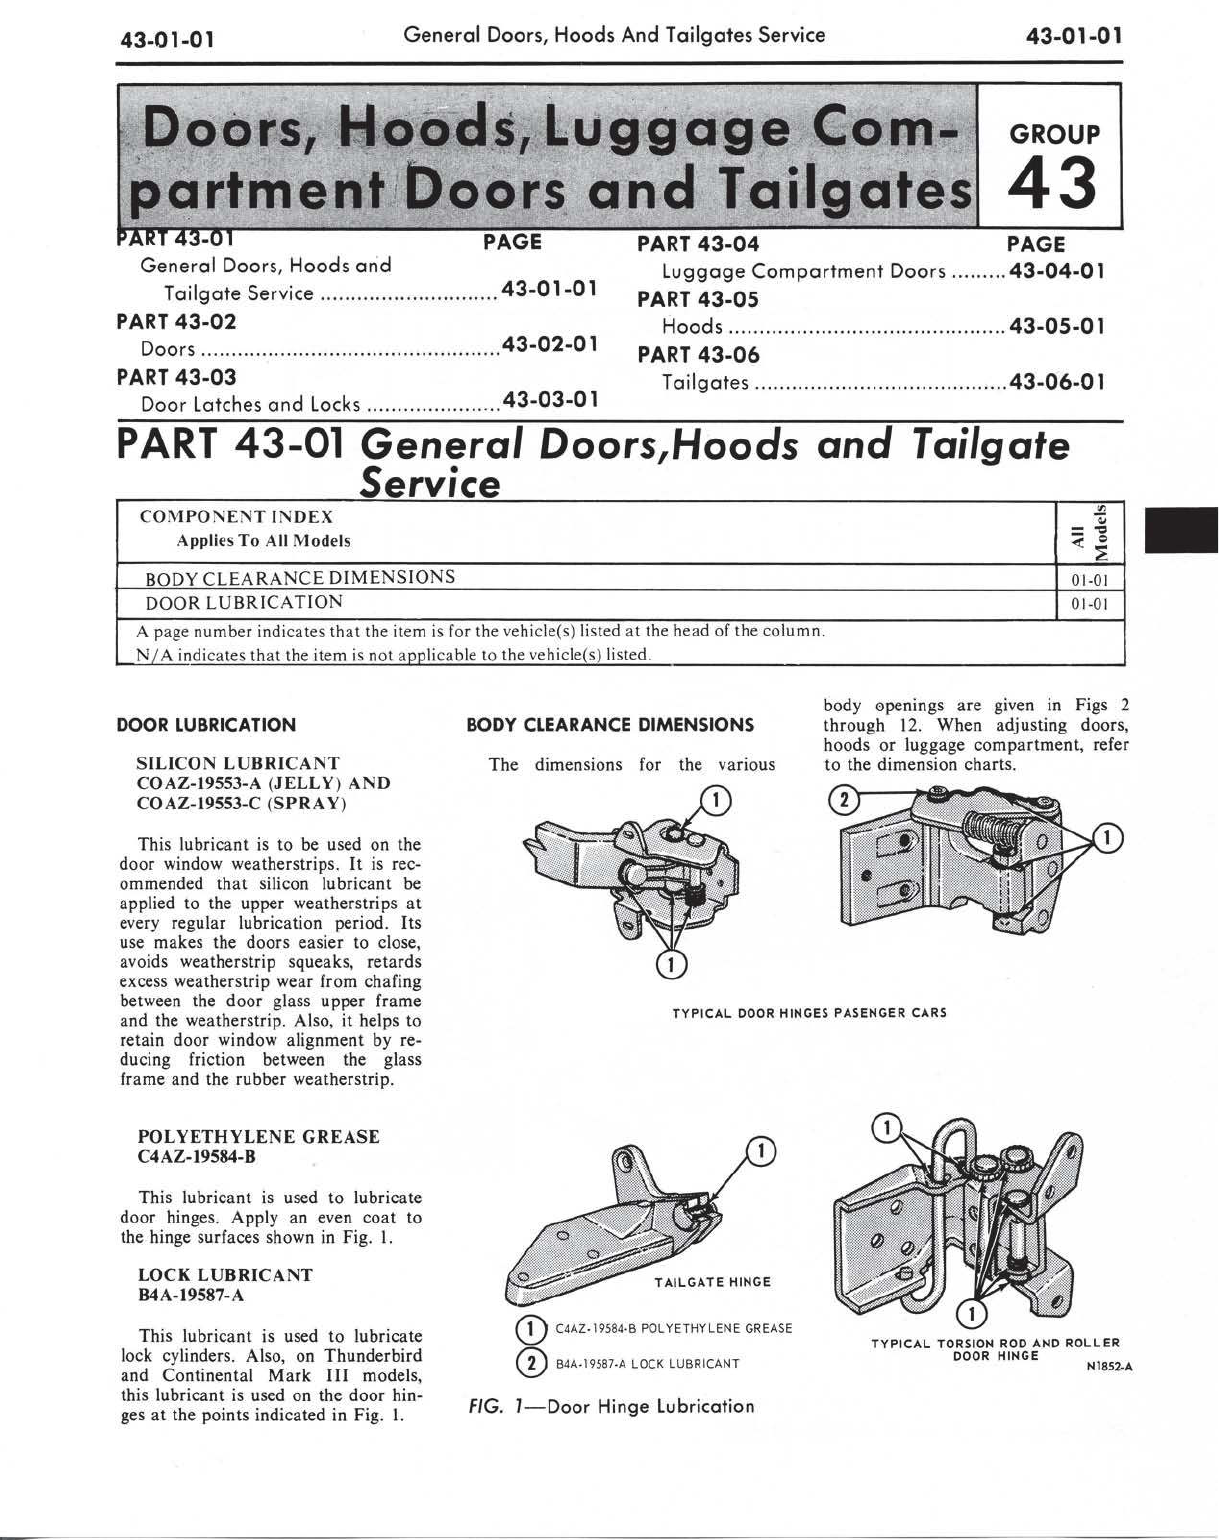 43-01-01 General Doors, Hoods And Tailgates Service 43-01-01
Doors, Hoods, Luggage Com-
partment Doors and Tailgates
GROUP
43
PART 43-01 PAGE
General Doors, Hoods and
Tailgate Service ............................. 43-01-01
PART 43-02
Doors ................................................. 43-02-01
PART 43-03
Door Latches and Locks ...................... 43-03-01
PART 43-04 PAGE
Luggage Compartment Doors ......... 43-04-01
PART 43-05
Hoods ............................................. 43-05-01
PART 43-06
Tailgates ......................................... 43-06-01
PART 43-01 General Doors,Hoods and Tailgate
Service
COMPONENT INDEX
Applies To All Models
All
Models
BODY CLEARANCE DIMENSIONS 01-01
DOOR LUBRICATION 01-01
A page number indicates that the item is for the vehicle(s) listed at the head of the column.
N/A indicates that the item is not applicable to the vehicle(s) listed.
DOOR LUBRICATION
SILICON LUBRICANT
COAZ-19553-A (JELLY) AND
COAZ-19553-C (SPRAY)
This lubricant is to be used on the
door window weatherstrips. It is rec-
ommended that silicon lubricant be
applied to the upper weatherstrips at
every regular lubrication period. Its
use makes the doors easier to close,
avoids weatherstrip squeaks, retards
excess weatherstrip wear from chafing
between the door glass upper frame
and the weatherstrip. Also, it helps to
retain door window alignment by re-
ducing friction between the glass
frame and the rubber weatherstrip.
POLYETHYLENE GREASE
C4AZ-19584-B
This lubricant is used to lubricate
door hinges. Apply an even coat to
the hinge surfaces shown in Fig. 1.
LOCK LUBRICANT
B4A-19587-A
This lubricant is used to lubricate
lock cylinders. Also, on Thunderbird
and Continental Mark III models,
this lubricant is used on the door hin-
ges at the points indicated in Fig. 1.
BODY CLEARANCE DIMENSIONS
The dimensions for the various
body openings are given in Figs 2
through 12. When adjusting doors,
hoods or luggage compartment, refer
to the dimension charts.
1
1
2
1
TYPICAL DOOR HINGES PASENGER CARS
1
TAILGATE HINGE
1
1
TYPICAL TORSION ROD AND ROLLER
DOOR HINGE
N1852-A
1 C4AZ-19584-B POLYETHYLENE GREASE
2 B4A-19587-A LOCK LUBRICANT
FIG. 1—Door Hinge Lubrication